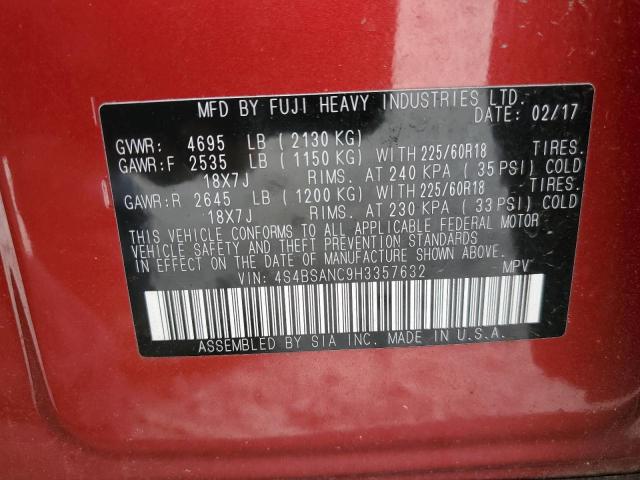 MFD BY FUJI HEAVY INDUSTRIES LTD.
DATE: 02/17
GVWR: 4695 LB (2130 KG)
GAWR:F 2535 LB (1150 KG) WITH 225/60R18 TIRES.
18X7J RIMS. AT 240 KPA (35 PSI) COLD
GAWR:R 2645 LB (1200 KG) WITH 225/60R18 TIRES.
18X7J RIMS. AT 230 KPA (33 PSI) COLD
THIS VEHICLE CONFORMS TO ALL APPLICABLE FEDERAL MOTOR
VEHICLE SAFETY AND THEFT PREVENTION STANDARDS
IN EFFECT ON THE DATE OF MANUFACTURE SHOWN ABOVE.
VIN: 4S4BSANC9H3357632 MPV
ASSEMBLED BY SIA INC. MADE IN U.S.A.